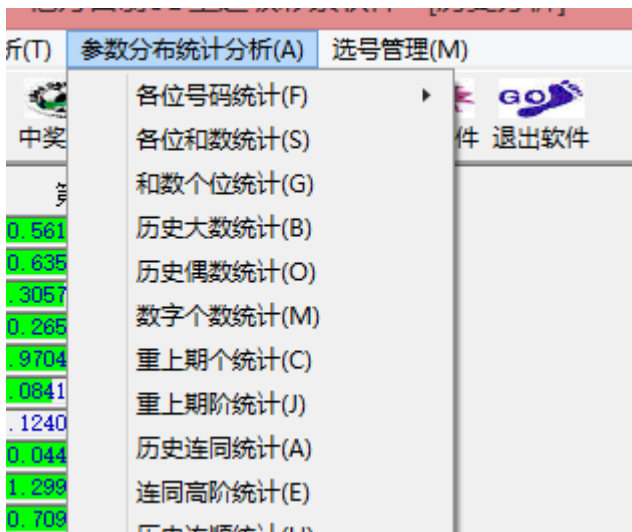 析(T) 参数分布统计分析(A) 选号管理(M)
各位号码统计(F)
中奖 各位和数统计(S) 件 退出软件
GO
和数个位统计(G)
0.561 历史大数统计(B)
0.635 历史偶数统计(O)
.3057
0.265 数字个数统计(M)
.9704 重上期个统计(C)
.0841 重上期阶统计(J)
.1240
0.044 历史连同统计(A)
1.299 连同高阶统计(E)
0.709